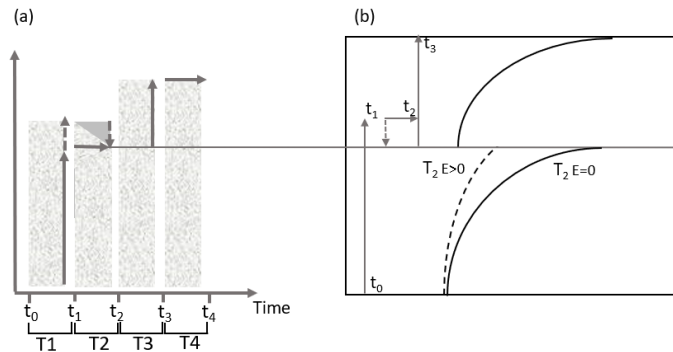 (a)
(b)
t3
t1
t2
T2 E>0
T2 E=0
t0
Time
t0 t1 t2 t3 t4
T1 T2 T3 T4